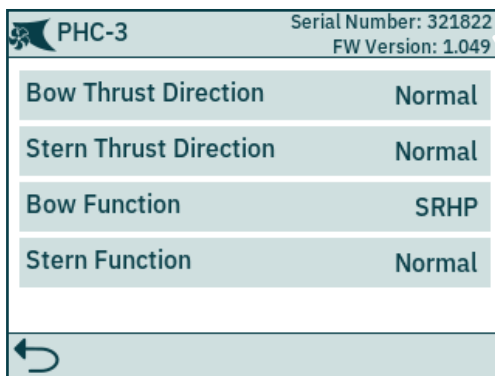 PHC-3
Serial Number: 321822
FW Version: 1.049
Bow Thrust Direction Normal
Stern Thrust Direction Normal
Bow Function SRHP
Stern Function Normal